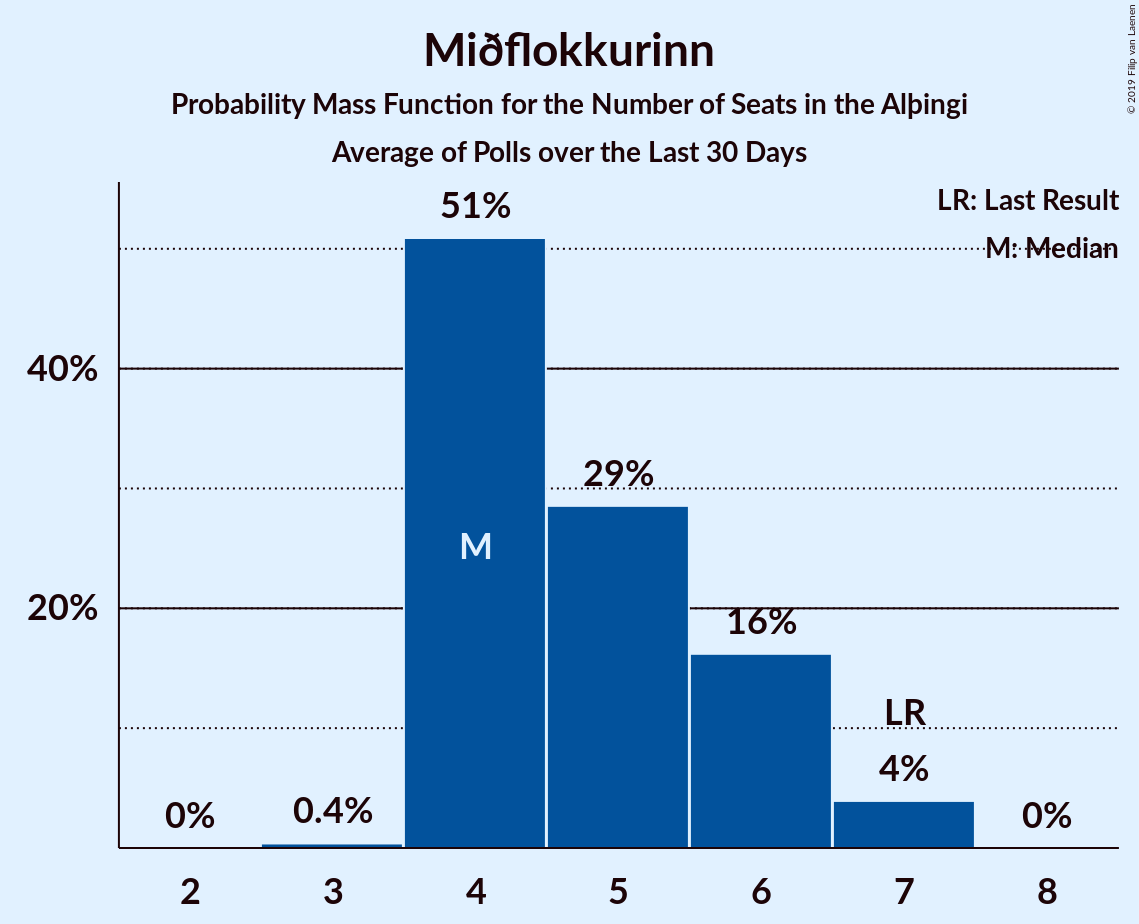 Miðflokkurinn
Probability Mass Function for the Number of Seats in the Alþingi
Average of Polls over the Last 30 Days
© 2019 Filip van Laenen
LR: Last Result
M: Median
51%
40%
29%
M
20%
16%
LR
4%
0%
0.4%
0%
2 3 4 5 6 7 8